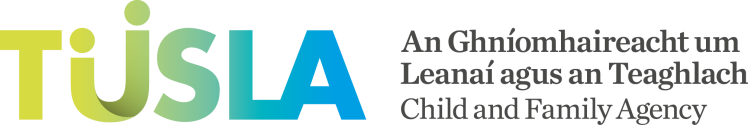 TUSLA
An Ghníomhaireacht um
Leanaí agus an Teaghlach
Child and Family Agency